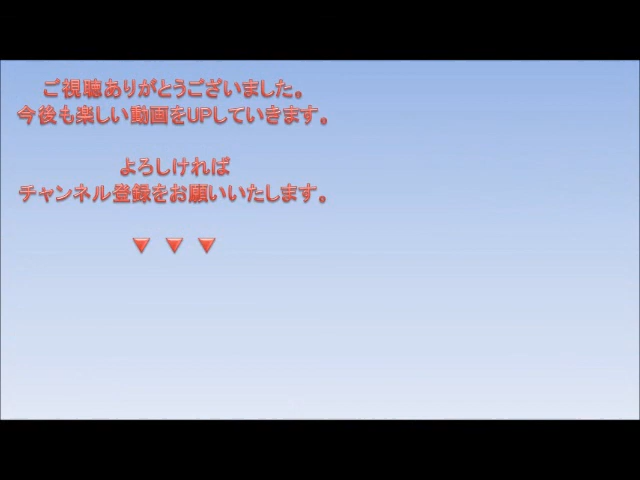 ご視聴ありがとうございました。
今後も楽しい動画をUPしていきます。
よろしければ
チャンネル登録をお願いいたします。
▼ ▼ ▼